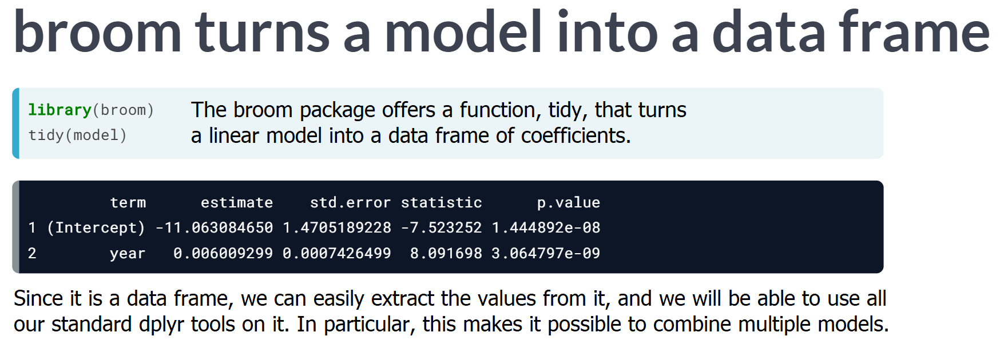 broom turns a model into a data frame
library(broom)
tidy(model)
The broom package offers a function, tidy, that turns
a linear model into a data frame of coefficients.
term estimate std.error statistic p.value
1 (Intercept) -11.063084650 1.4705189228 -7.523252 1.444892e-08
2 year 0.006009299 0.0007426499 8.091698 3.064797e-09
Since it is a data frame, we can easily extract the values from it, and we will be able to use all
our standard dplyr tools on it. In particular, this makes it possible to combine multiple models.